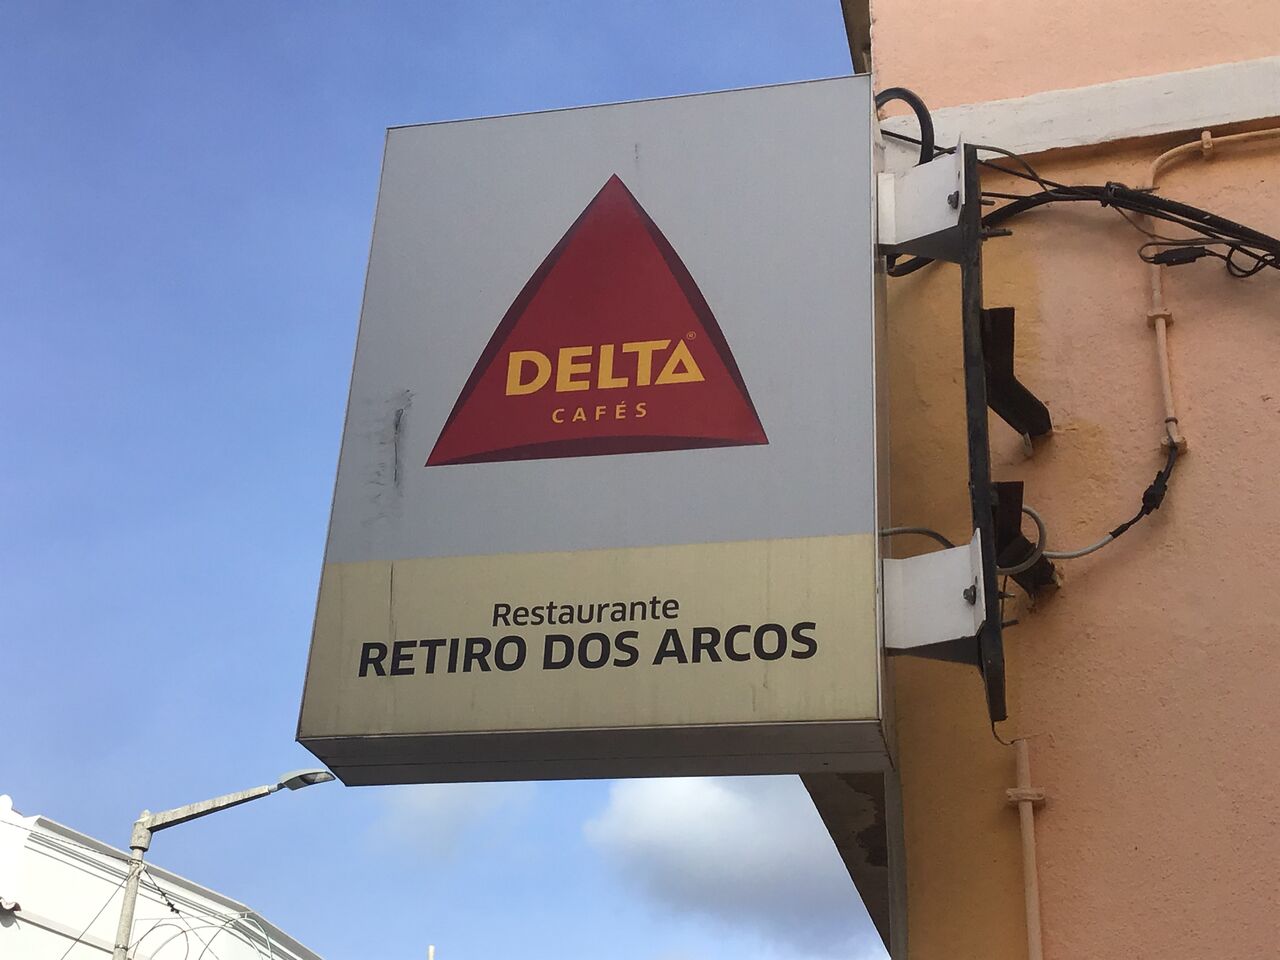 DELTA®
CAFÉS
Restaurante
RETIRO DOS ARCOS